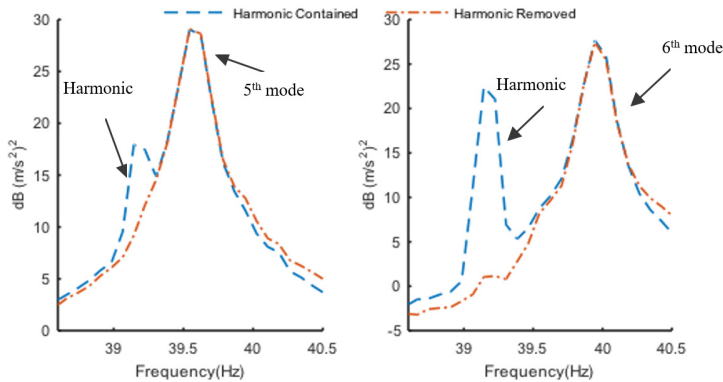 Harmonic Contained
Harmonic Removed
30
25
20
15
10
5
0
dB (m/s²)²
Harmonic
5th mode
39
39.5
40
40.5
Frequency(Hz)
30
25
20
15
10
5
0
-5
dB (m/s²)²
Harmonic
6th mode
39
39.5
40
40.5
Frequency(Hz)